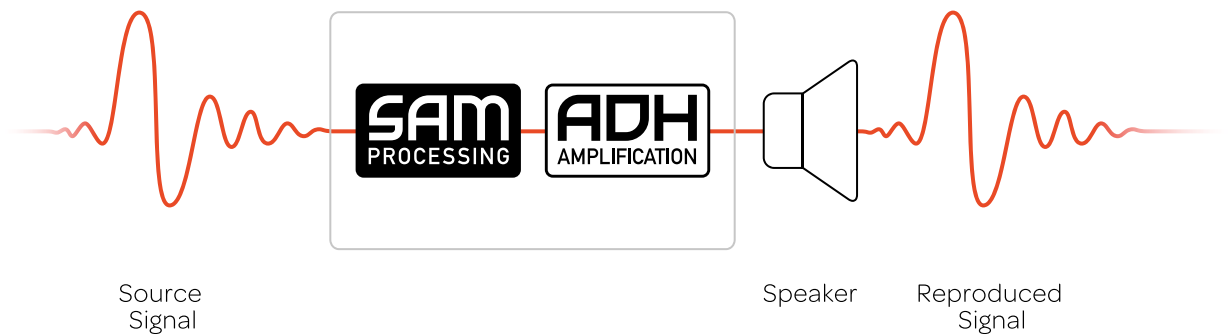 SAM
PROCESSING
ADH
AMPLIFICATION
Source
Signal
Speaker
Reproduced
Signal